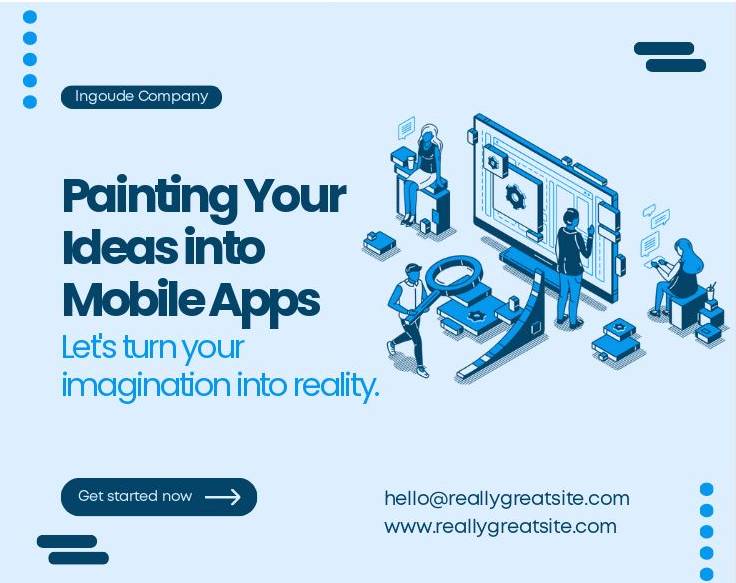 Ingoude Company
Painting Your
Ideas into
Mobile Apps
Let's turn your
imagination into reality.
Get started now
hello@reallygreatsite.com
www.reallygreatsite.com